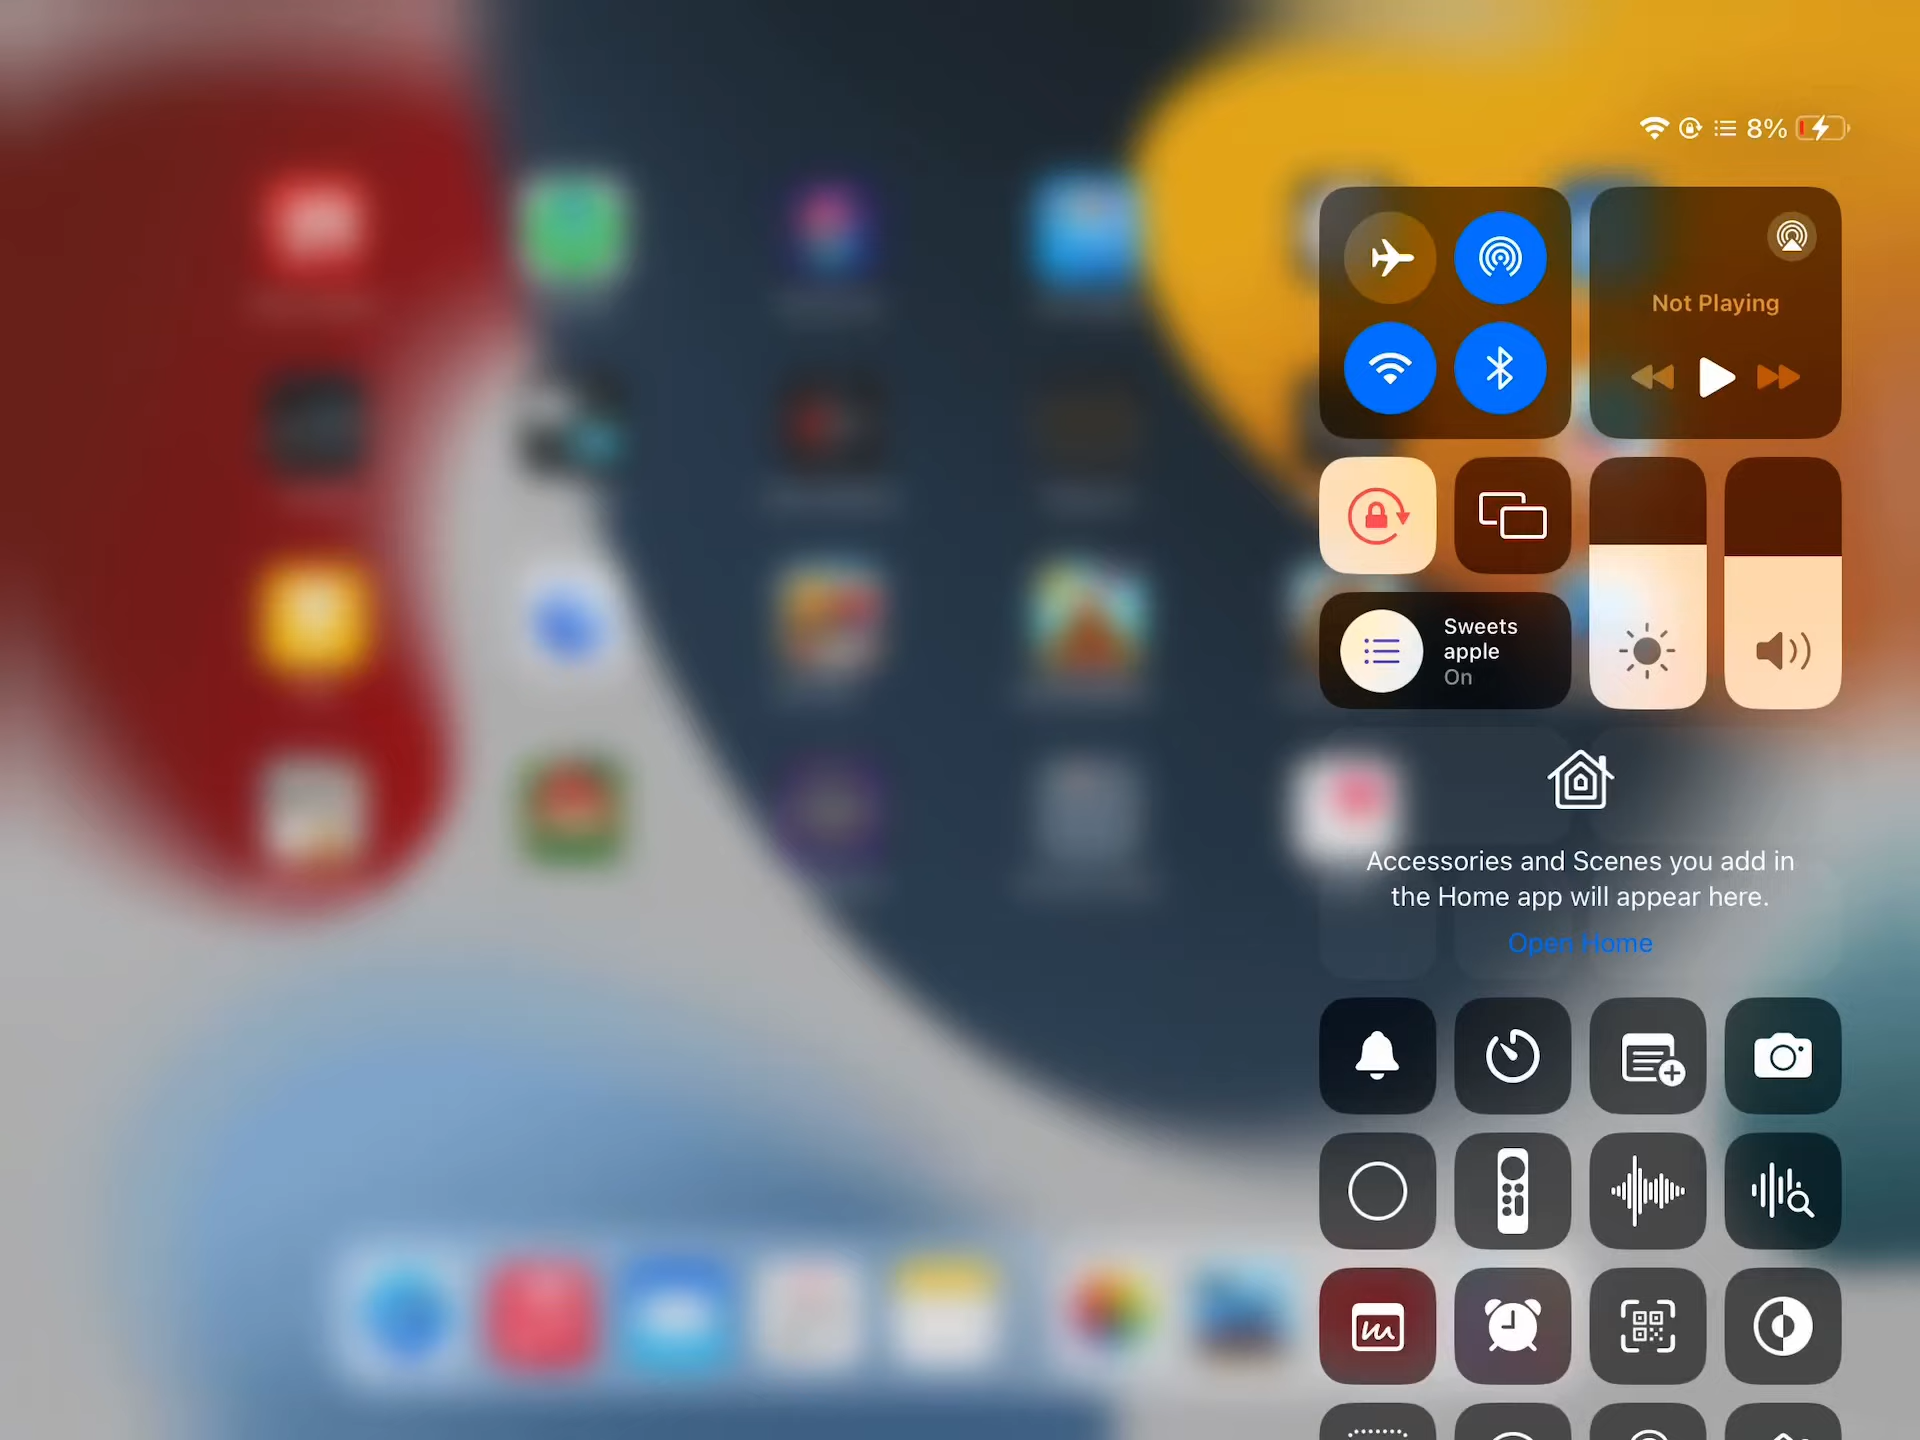 8%
Not Playing
Sweets
apple
On
Accessories and Scenes you add in
the Home app will appear here.
Open Home